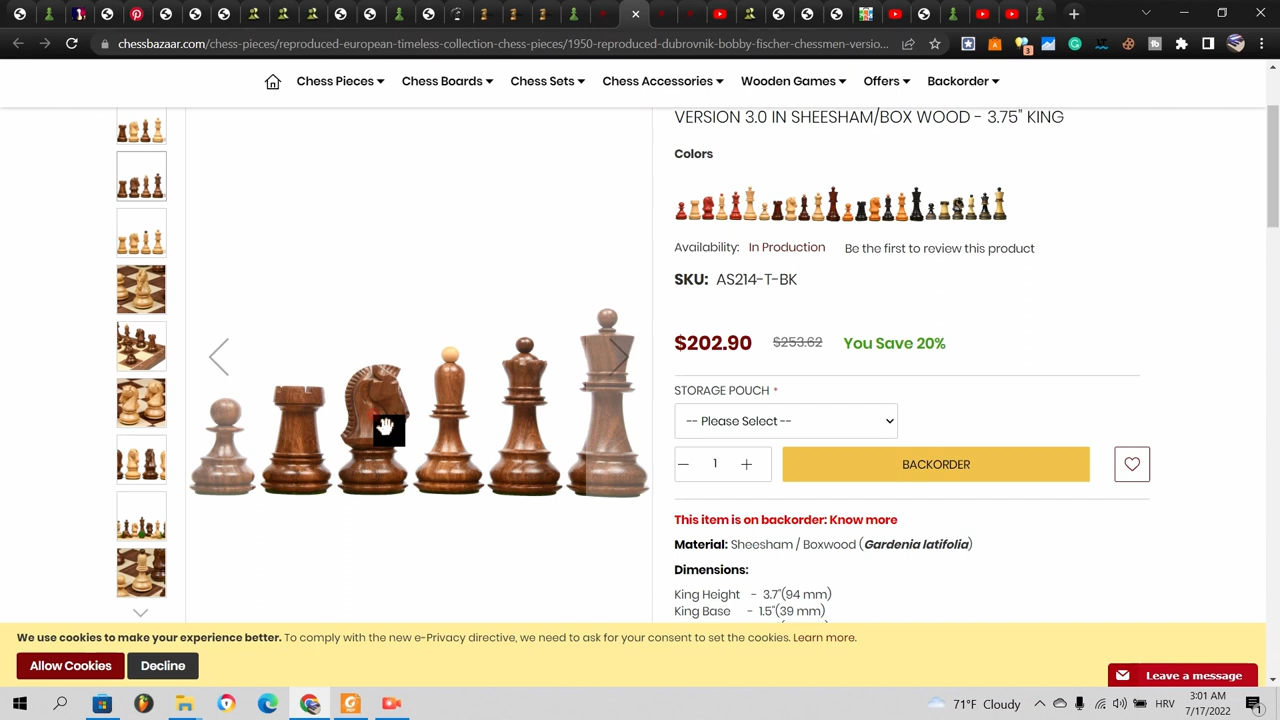 chessbazaar.com/chess-pieces/reproduced-european-timeless-collection-chess-pieces/1950-reproduced-dubrovnik-bobby-fischer-chessmen-versio...
3
Chess Pieces Chess Boards Chess Sets Chess Accessories Wooden Games Offers Backorder
VERSION 3.0 IN SHEESHAM/BOX WOOD - 3.75" KING
Colors
Availability: In Production Be the first to review this product
SKU: AS214-T-BK
$202.90 $253.62 You Save 20%
STORAGE POUCH *
-- Please Select --
1 BACKORDER
This item is on backorder: Know more
Material: Sheesham / Boxwood (Gardenia latifolia)
Dimensions:
King Height - 3.7"(94 mm)
King Base - 1.5"(39 mm)
We use cookies to make your experience better. To comply with the new e-Privacy directive, we need to ask for your consent to set the cookies. Learn more.
Allow Cookies Decline
Leave a message
71°F Cloudy HRV 3:01 AM
7/17/2022 1